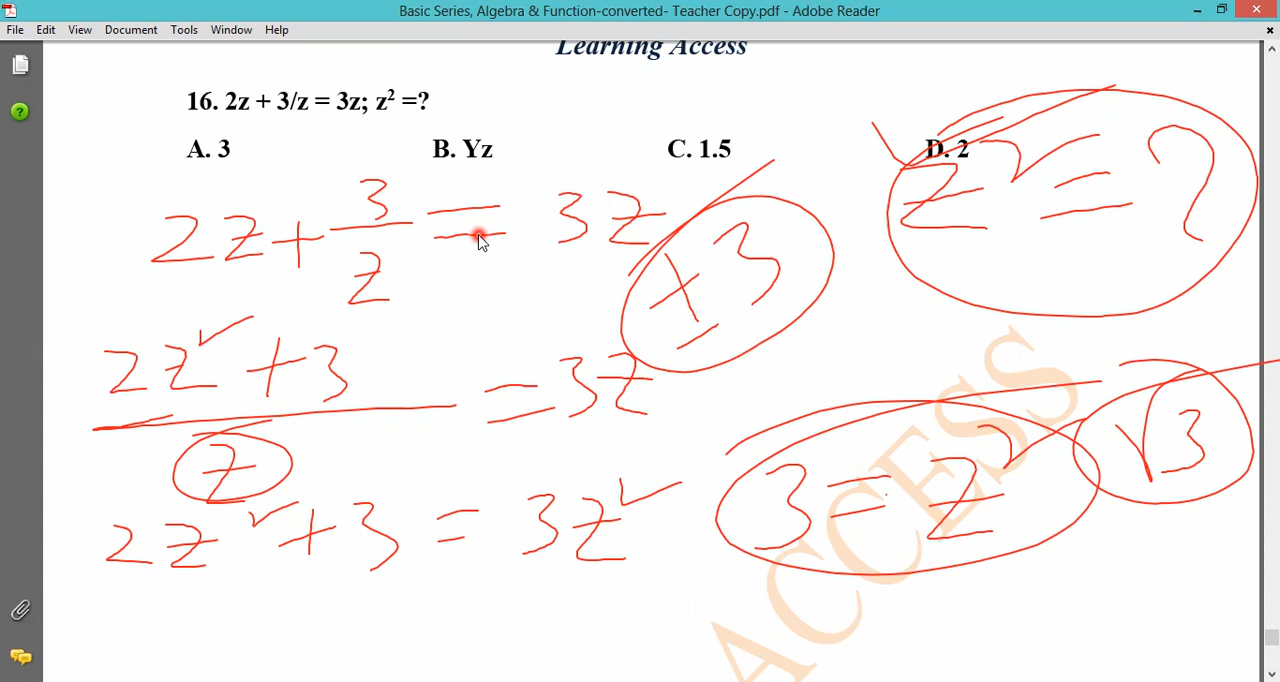 Basic Series, Algebra & Function-converted- Teacher Copy.pdf - Adobe Reader
File Edit View Document Tools Window Help
Learning Access
16. 2z + 3/z = 3z; z² =?
A. 3 B. Yz C. 1.5 D. 2
z² = ?
2z + 3/z = 3z
+3
2z² + 3 / z = 3z
√3
3 = z²
2z² + 3 = 3z²
ACCESS